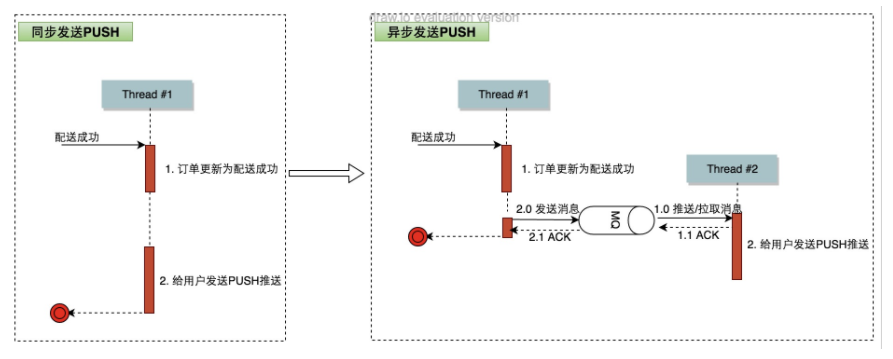 draw.io evaluation version
同步发送PUSH
Thread #1
配送成功
1. 订单更新为配送成功
2. 给用户发送PUSH推送
异步发送PUSH
Thread #1
配送成功
1. 订单更新为配送成功
Thread #2
2.0 发送消息
MQ
1.0 推送/拉取消息
2.1 ACK
1.1 ACK
2. 给用户发送PUSH推送